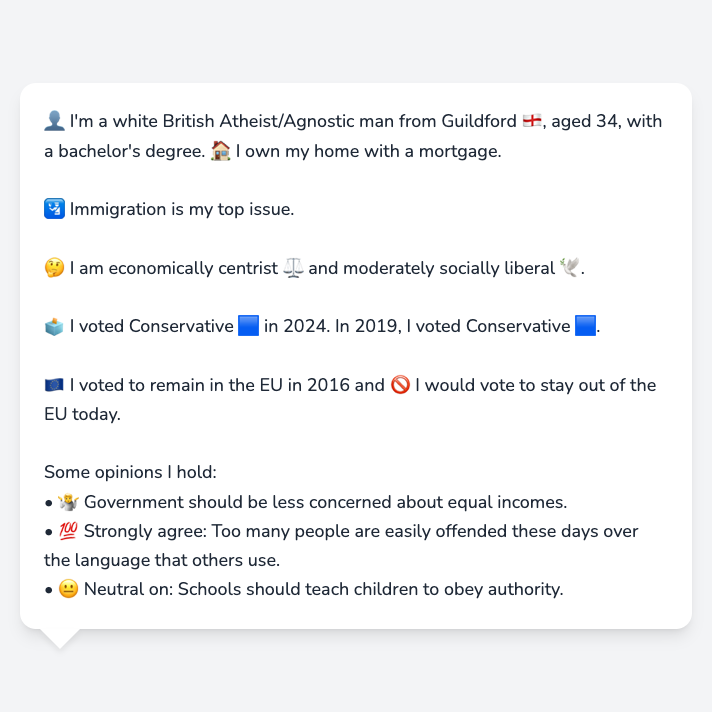 👤 I'm a white British Atheist/Agnostic man from Guildford 🏴󠁧󠁢󠁥󠁮󠁧󠁿, aged 34, with
a bachelor's degree. 🏠 I own my home with a mortgage.
🛂 Immigration is my top issue.
🤔 I am economically centrist ⚖️ and moderately socially liberal 🕊️.
🗳️ I voted Conservative 🟦 in 2024. In 2019, I voted Conservative 🟦.
🇪🇺 I voted to remain in the EU in 2016 and 🚫 I would vote to stay out of the
EU today.
Some opinions I hold:
• 🤷 Government should be less concerned about equal incomes.
• 💯 Strongly agree: Too many people are easily offended these days over
the language that others use.
• 😐 Neutral on: Schools should teach children to obey authority.